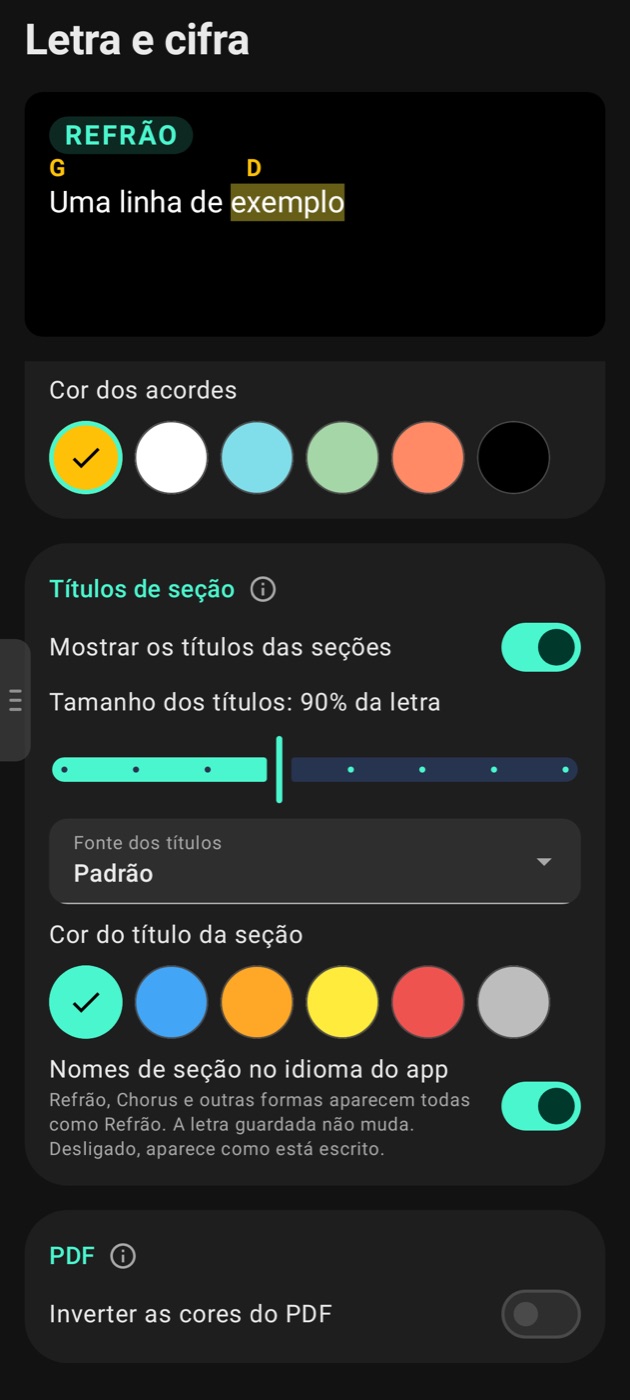 Letra e cifra
REFRÃO
G D
Uma linha de exemplo
Cor dos acordes
Títulos de seção
Mostrar os títulos das seções
Tamanho dos títulos: 90% da letra
Fonte dos títulos
Padrão
Cor do título da seção
Nomes de seção no idioma do app
Refrão, Chorus e outras formas aparecem todas
como Refrão. A letra guardada não muda.
Desligado, aparece como está escrito.
PDF
Inverter as cores do PDF